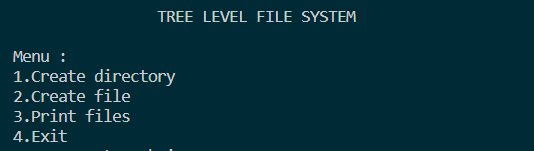 TREE LEVEL FILE SYSTEM
Menu :
1.Create directory
2.Create file
3.Print files
4.Exit